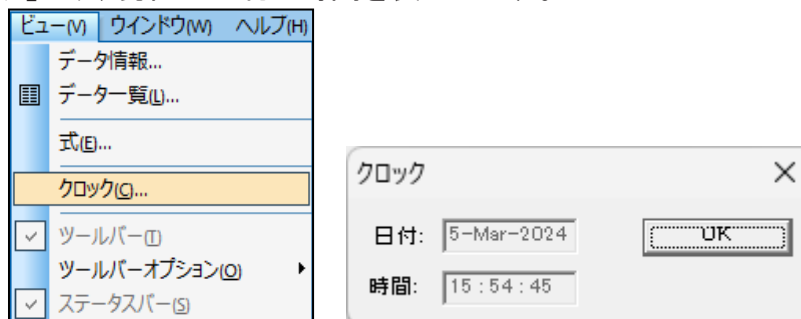 ビュー(V) ウインドウ(W) ヘルプ(H)
データ情報...
データ一覧(L)...
式(E)...
クロック(C)...
ツールバー(T)
ツールバーオプション(O)
ステータスバー(S)
クロック
日付: 5-Mar-2024 OK
時間: 15:54:45